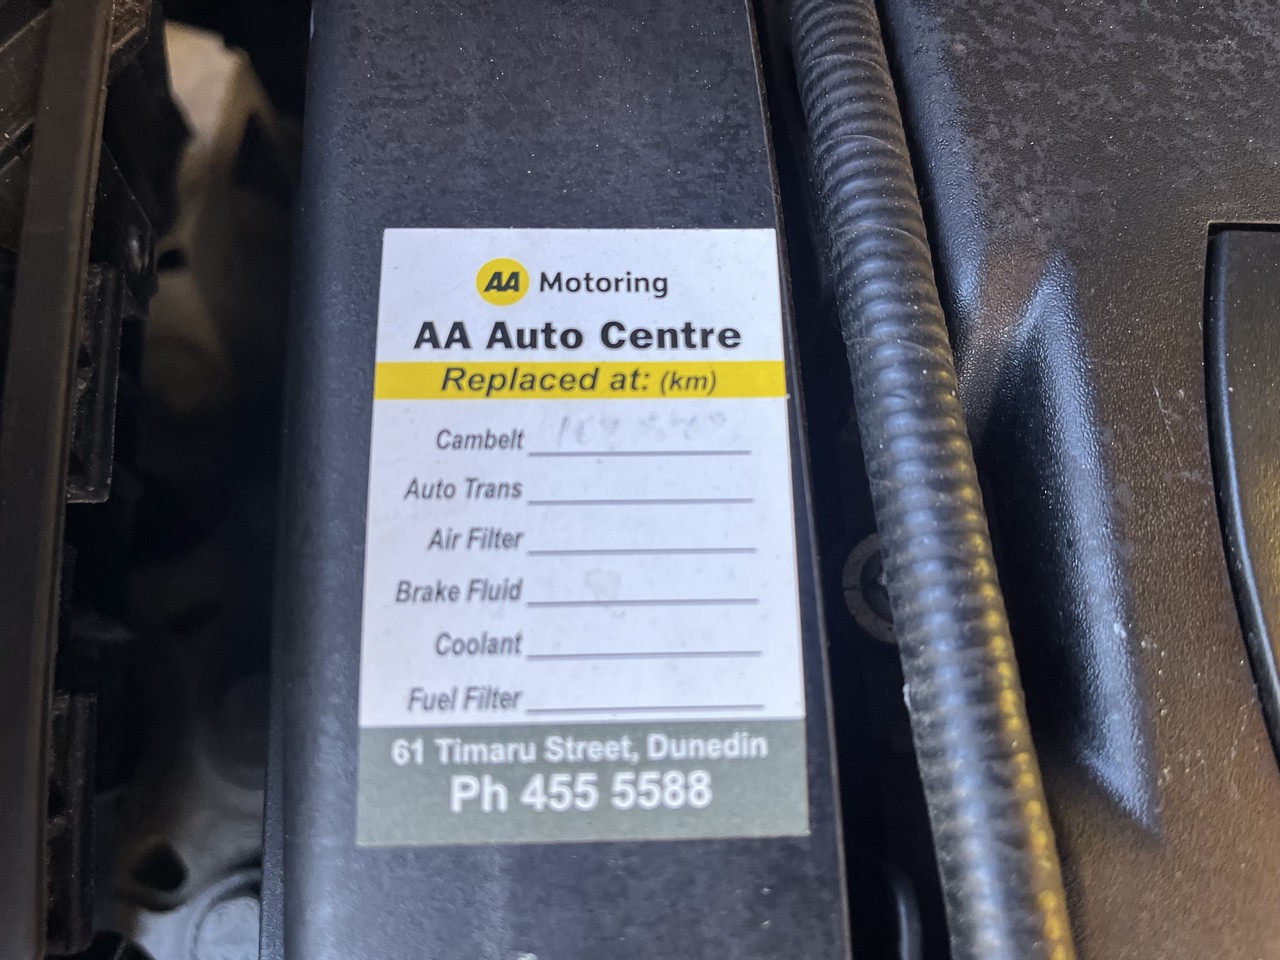 AA Motoring
AA Auto Centre
Replaced at: (km)
Cambelt
Auto Trans
Air Filter
Brake Fluid
Coolant
Fuel Filter
61 Timaru Street, Dunedin
Ph 455 5588